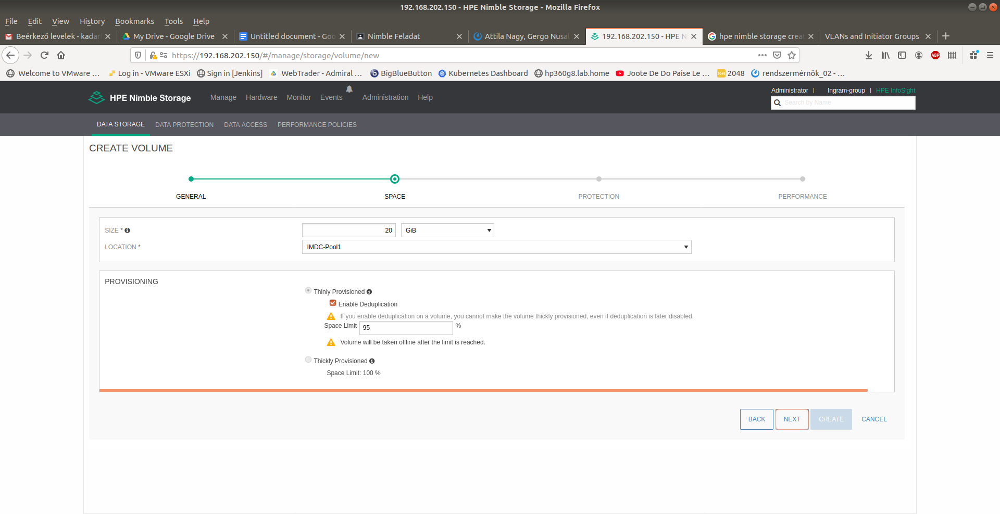 192.168.202.150 - HPE Nimble Storage - Mozilla Firefox
File Edit View History Bookmarks Tools Help
Beérkező levelek - kadar
My Drive - Google Drive
Untitled document - Goo
Nimble Feladat
Attila Nagy, Gergo Nusal
192.168.202.150 - HPE N
hpe nimble storage crea
VLANs and Initiator Groups
https://192.168.202.150/#/manage/storage/volume/new
ABP
Welcome to VMware ...
Log in - VMware ESXi
Sign in [Jenkins]
WebTrader - Admiral ...
BigBlueButton
Kubernetes Dashboard
hp360g8.lab.home
Joote De Do Paise Le ...
2048
rendszermérnök_02 - ...
HPE Nimble Storage
Manage Hardware Monitor Events Administration Help
Administrator | Ingram-group | HPE InfoSight
Search by Name
DATA STORAGE DATA PROTECTION DATA ACCESS PERFORMANCE POLICIES
CREATE VOLUME
GENERAL SPACE PROTECTION PERFORMANCE
SIZE * 20 GiB
LOCATION * IMDC-Pool1
PROVISIONING
Thinly Provisioned
Enable Deduplication
If you enable deduplication on a volume, you cannot make the volume thickly provisioned, even if deduplication is later disabled.
Space Limit 95 %
Volume will be taken offline after the limit is reached.
Thickly Provisioned
Space Limit: 100 %
BACK NEXT CREATE CANCEL